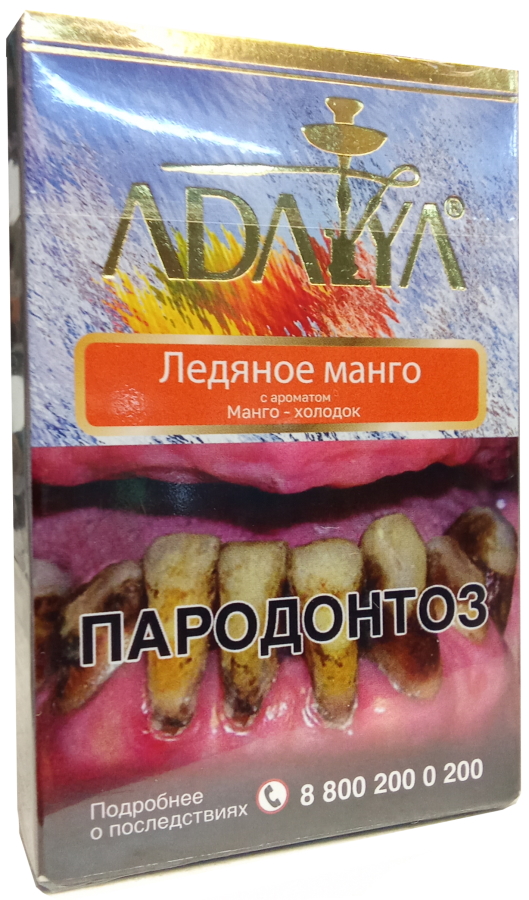 ADALYA®
Ледяное манго
с ароматом
Манго - холодок
ПАРОДОНТОЗ
Подробнее
о последствиях
8 800 200 0 200